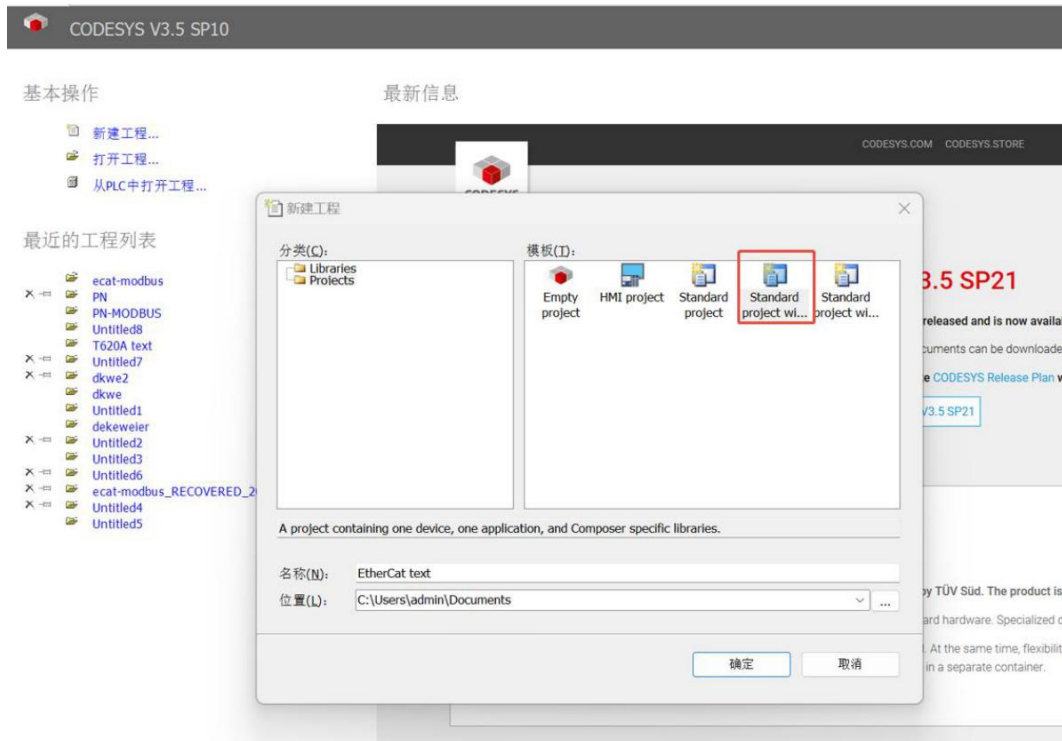 CODESYS V3.5 SP10
基本操作
新建工程...
打开工程...
从PLC中打开工程...
最近的工程列表
ecat-modbus
PN
PN-MODBUS
Untitled8
T620A text
Untitled7
dkwe2
dkwe
Untitled1
dekeweier
Untitled2
Untitled3
Untitled6
ecat-modbus_RECOVERED_2
Untitled4
Untitled5
最新信息
CODESYS.COM CODESYS.STORE
CODESYS
3.5 SP21
released and is now availa
cuments can be downloade
CODESYS Release Plan
V3.5 SP21
by TÜV Süd. The product is
ard hardware. Specialized
. At the same time, flexibilit
in a separate container.
新建工程
分类(C):
Libraries
Projects
模板(T):
Empty
project
HMI project
Standard
project
Standard
project wi...
Standard
project wi...
A project containing one device, one application, and Composer specific libraries.
名称(N):
EtherCat text
位置(L):
C:\Users\admin\Documents
...
确定
取消